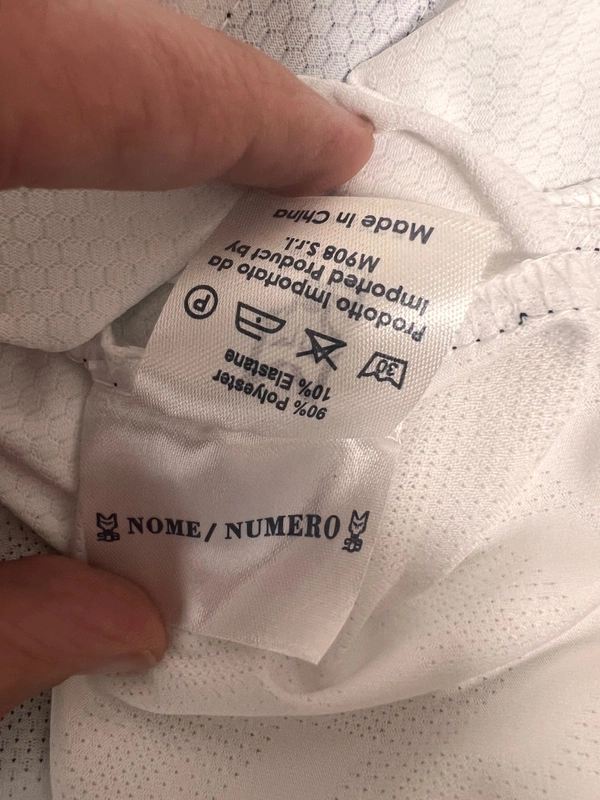 90% Polyester
10% Elastane
30
P
Prodotto Importato da
Imported Product by
M908 S.r.l.
Made in China
NOME/ NUMERO